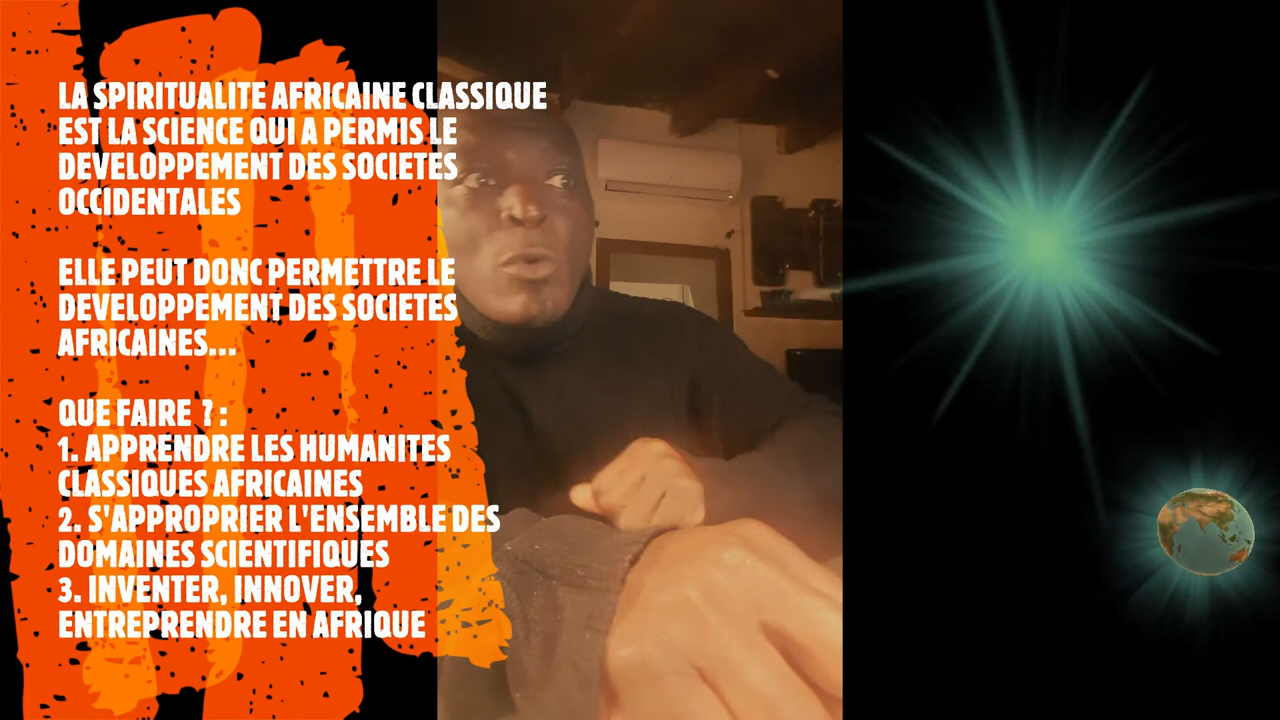 LA SPIRITUALITE AFRICAINE CLASSIQUE
EST LA SCIENCE QUI A PERMIS LE
DEVELOPPEMENT DES SOCIETES
OCCIDENTALES
ELLE PEUT DONC PERMETTRE LE
DEVELOPPEMENT DES SOCIETES
AFRICAINES...
QUE FAIRE ? :
1. APPRENDRE LES HUMANITES
CLASSIQUES AFRICAINES
2. S'APPROPRIER L'ENSEMBLE DES
DOMAINES SCIENTIFIQUES
3. INVENTER, INNOVER,
ENTREPRENDRE EN AFRIQUE